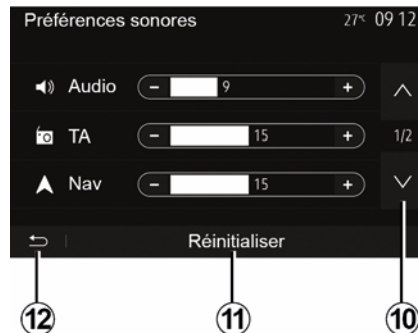 Préférences sonores 27°C 09 12
Audio - 9 +
TA - 15 + 1/2
Nav - 15 +
Réinitialiser
12 11 10